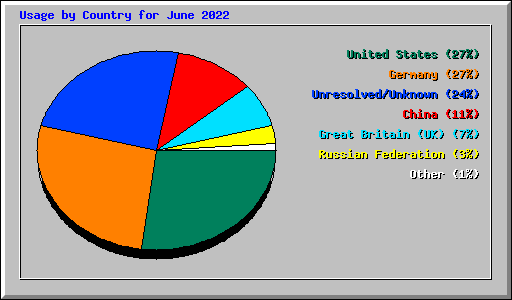 Usage by Country for June 2022
United States (27%)
Germany (27%)
Unresolved/Unknown (24%)
China (11%)
Great Britain (UK) (7%)
Russian Federation (3%)
Other (1%)